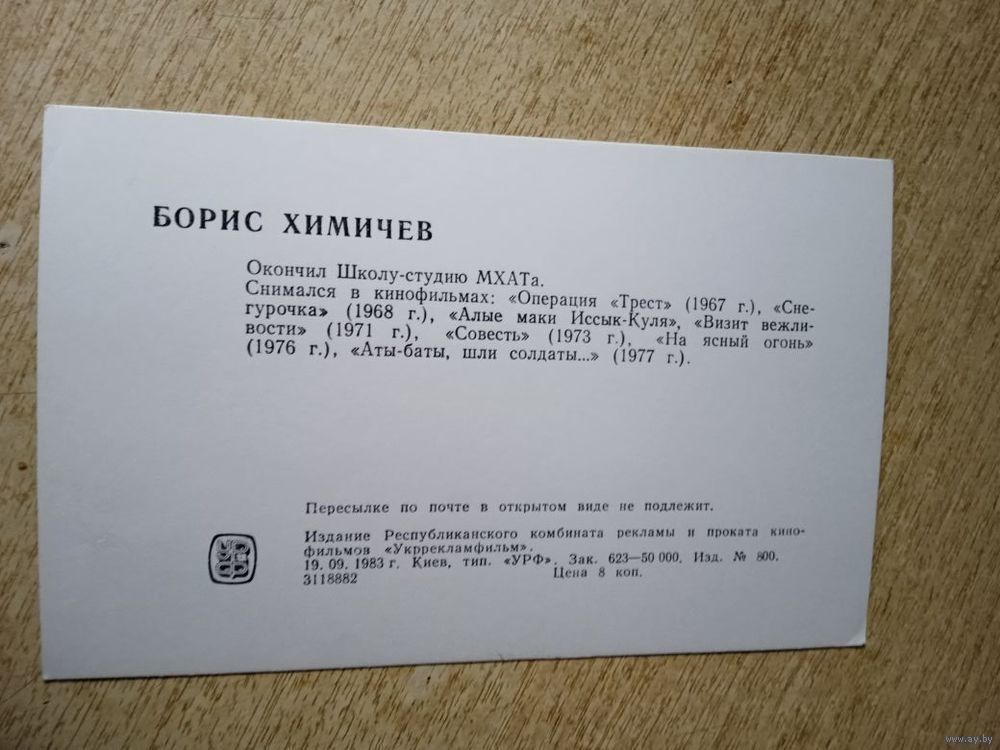 БОРИС ХИМИЧЕВ
Окончил Школу-студию МХАТа.
Снимался в кинофильмах: «Операция «Трест» (1967 г.), «Сне-
гурочка» (1968 г.), «Алые маки Иссык-Куля», «Визит вежли-
вости» (1971 г.), «Совесть» (1973 г.), «На ясный огонь»
(1976 г.), «Аты-баты, шли солдаты...» (1977 г.).
Пересылке по почте в открытом виде не подлежит.
Издание Республиканского комбината рекламы и проката кино-
фильмов «Укррекламфильм».
19. 09. 1983 г. Киев, тип. «УРФ». Зак. 623—50 000. Изд. № 800.
3118882 Цена 8 коп.
www.ay.by